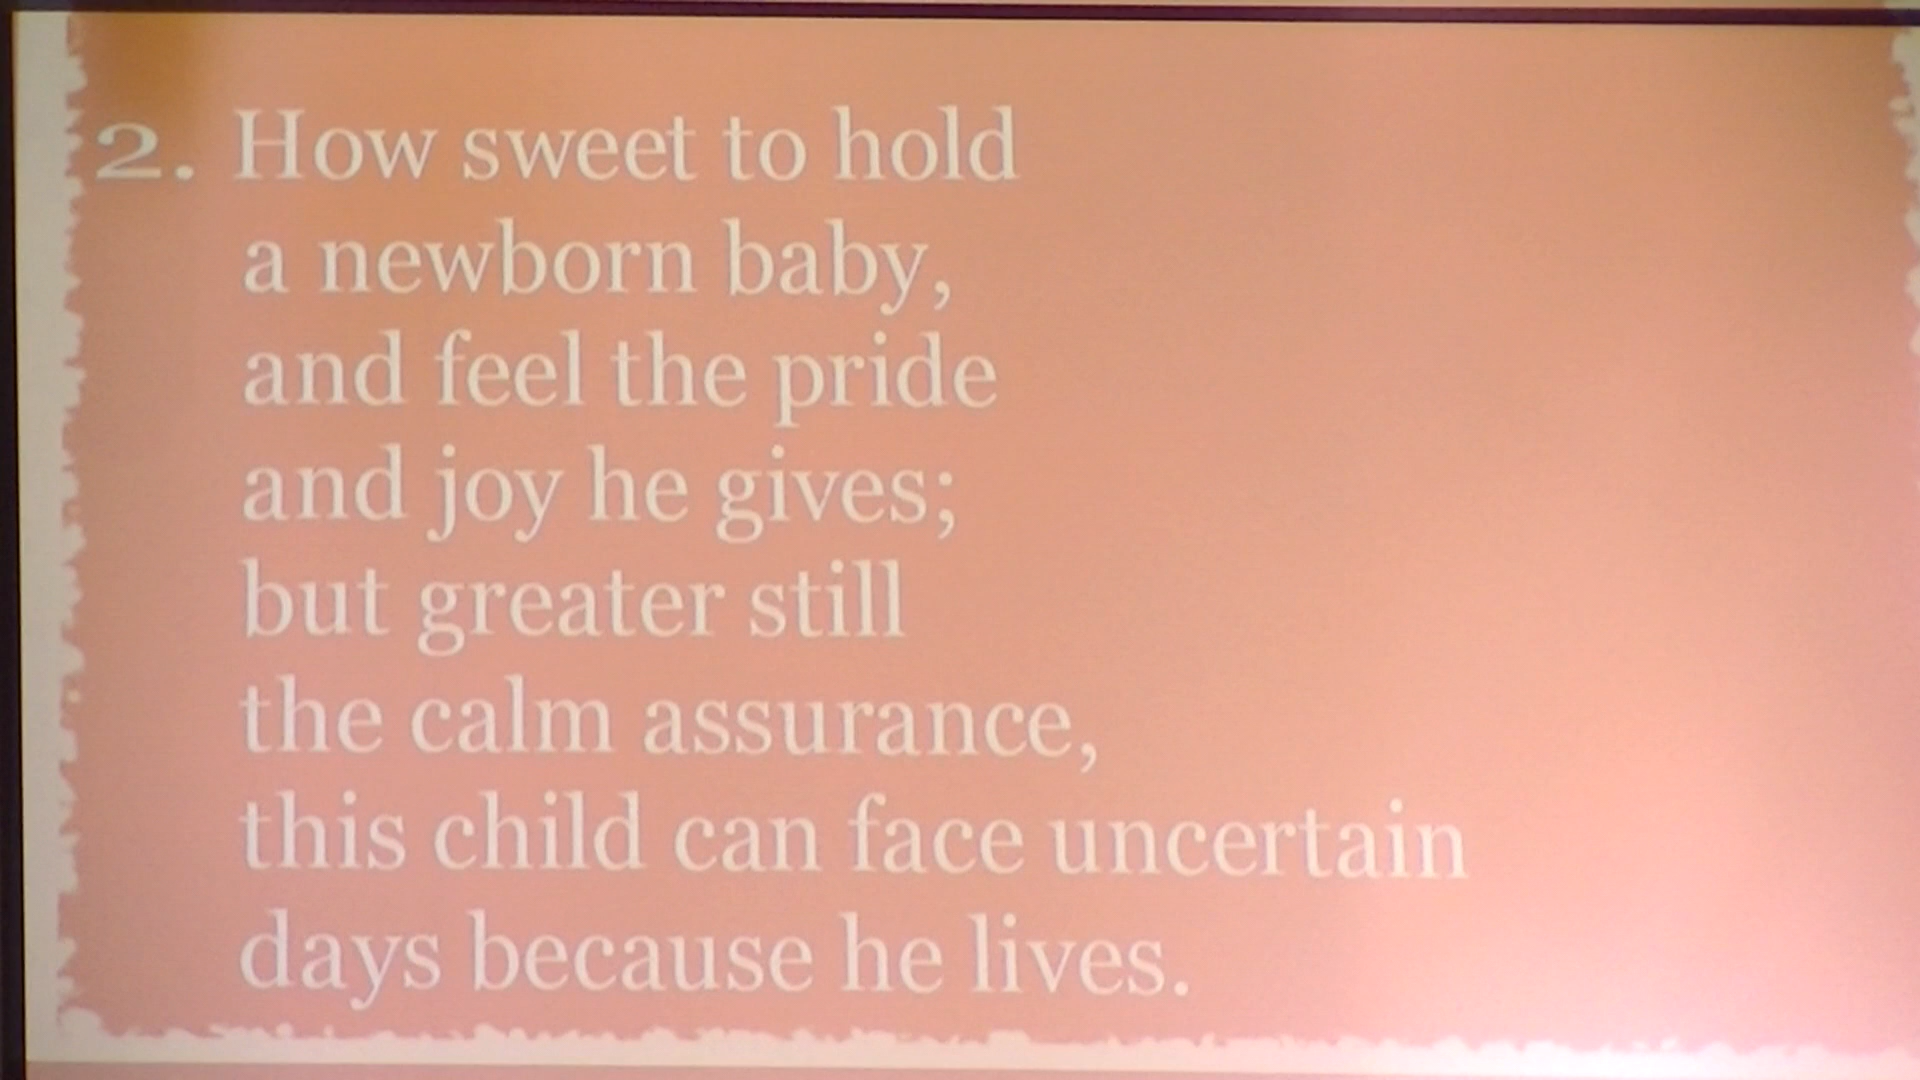 2. How sweet to hold
a newborn baby,
and feel the pride
and joy he gives;
but greater still
the calm assurance,
this child can face uncertain
days because he lives.